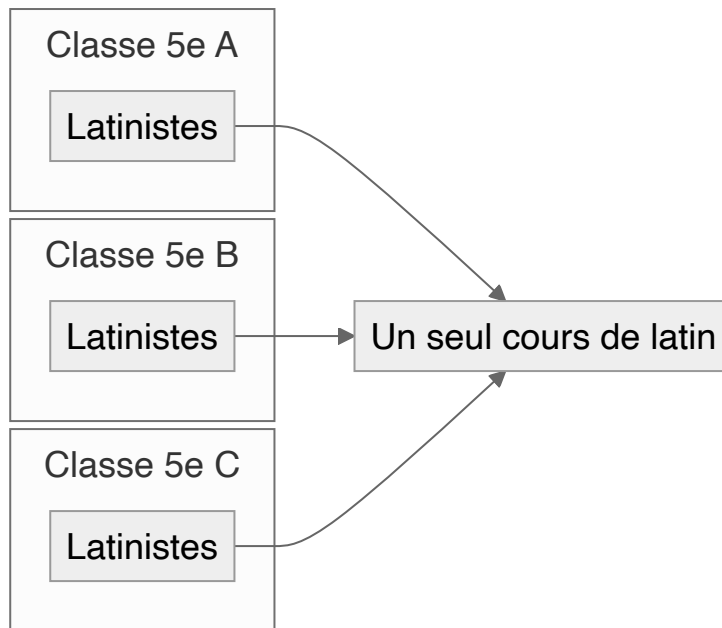 Classe 5e A
Latinistes
Classe 5e B
Latinistes
Un seul cours de latin
Classe 5e C
Latinistes